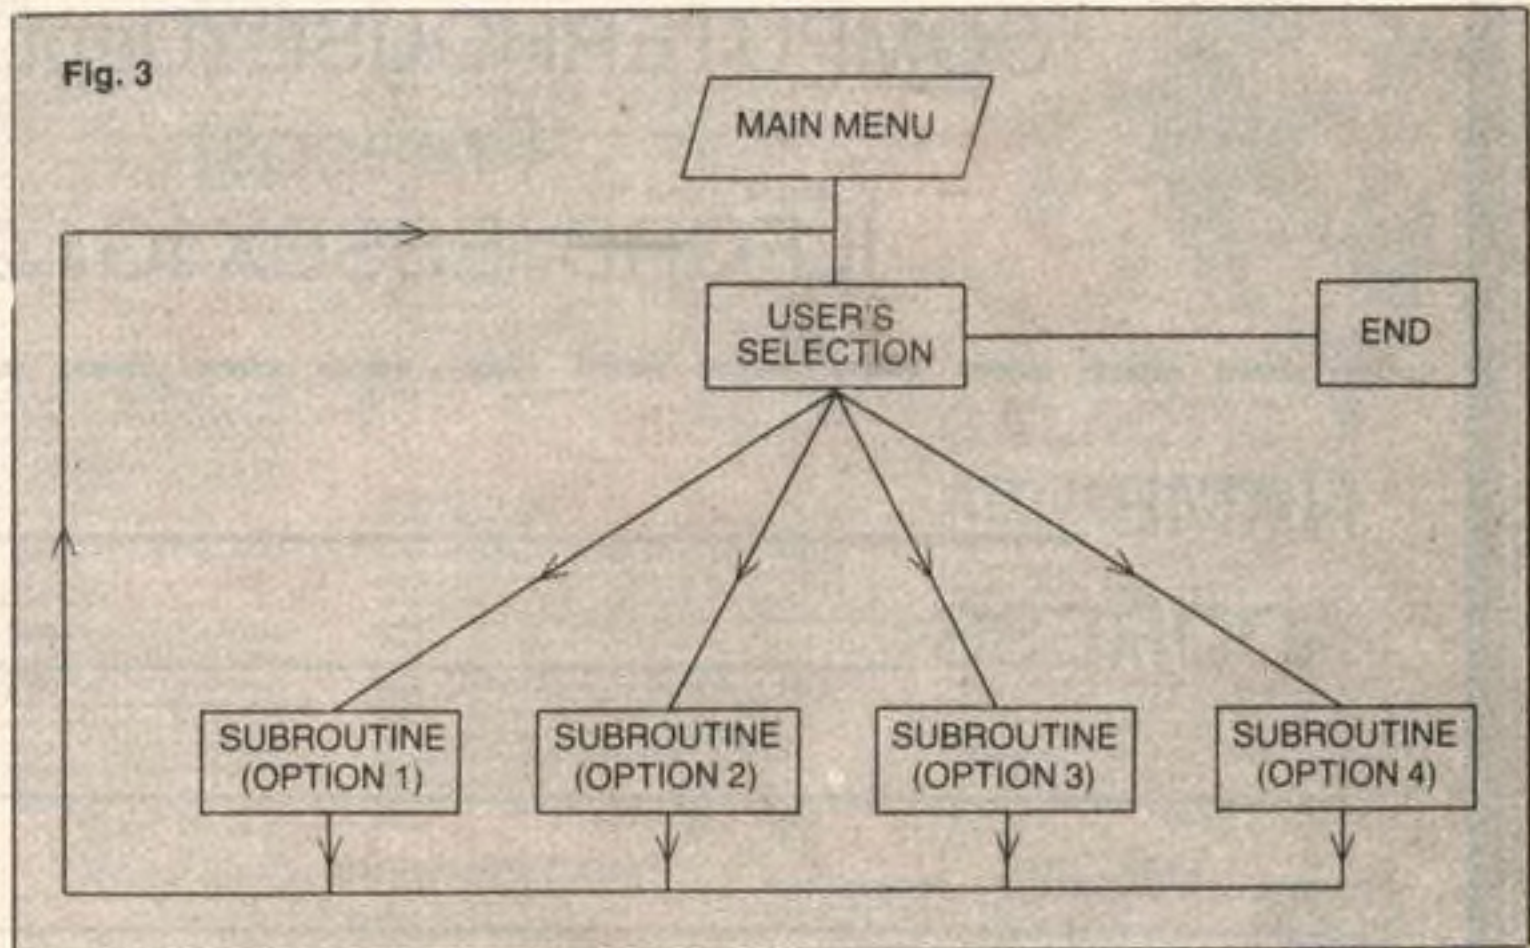 Fig. 3
MAIN MENU
USER'S
SELECTION
END
SUBROUTINE
(OPTION 1)
SUBROUTINE
(OPTION 2)
SUBROUTINE
(OPTION 3)
SUBROUTINE
(OPTION 4)